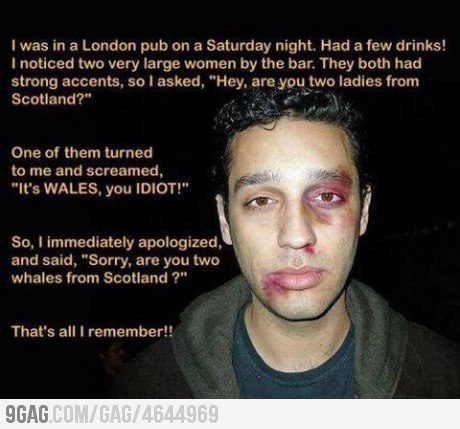 I was in a London pub on a Saturday night. Had a few drinks!
I noticed two very large women by the bar. They both had
strong accents, so I asked, "Hey, are you two ladies from
Scotland?"
One of them turned
to me and screamed,
"It's WALES, you IDIOT!"
So, I immediately apologized,
and said, "Sorry, are you two
whales from Scotland ?"
That's all I remember!!
9GAG.COM/GAG/4644969